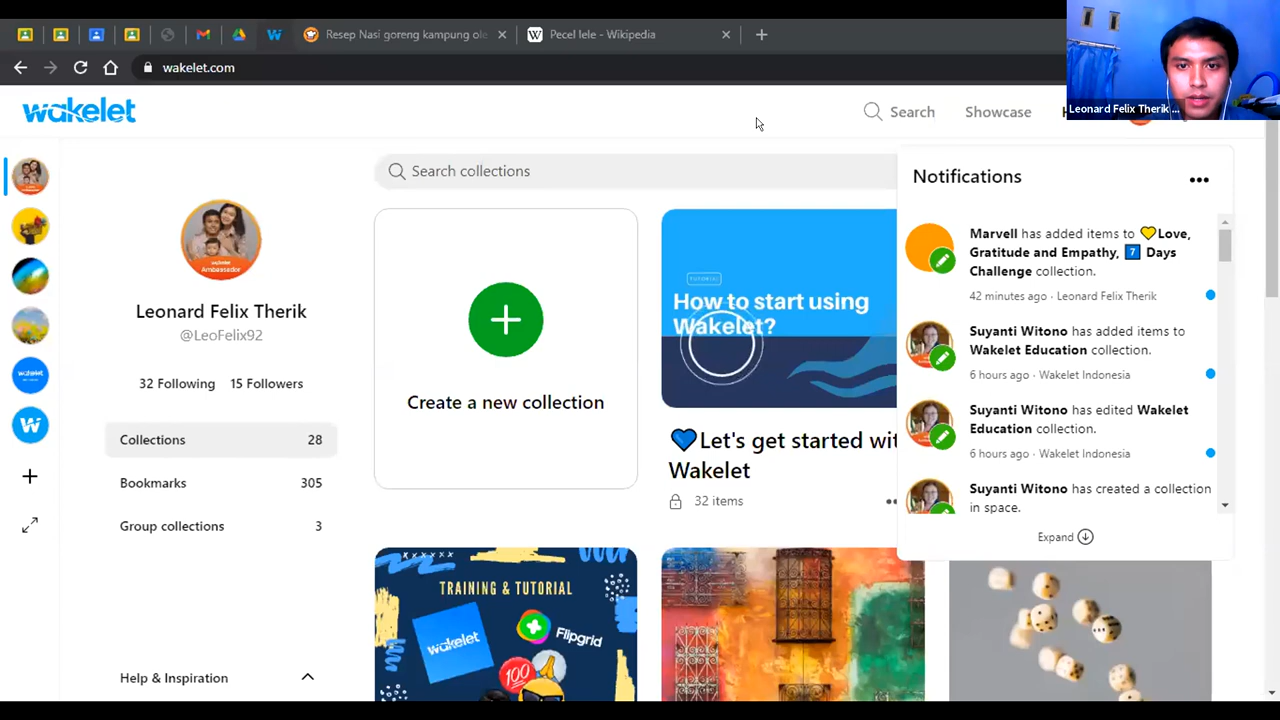 Resep Nasi goreng kampung ole
Pecel lele - Wikipedia
wakelet.com
Leonard Felix Therik ...
wakelet
Search
Showcase
Search collections
Notifications
Ambassador
Leonard Felix Therik
@LeoFelix92
32 Following
15 Followers
Collections 28
Bookmarks 305
Group collections 3
Help & Inspiration
Create a new collection
TUTORIAL
How to start using
Wakelet?
💙Let's get started wit
Wakelet
32 items
TRAINING & TUTORIAL
wakelet
Flipgrid
100
Marvell has added items to 💛Love,
Gratitude and Empathy, 7️⃣ Days
Challenge collection.
42 minutes ago · Leonard Felix Therik
Suyanti Witono has added items to
Wakelet Education collection.
6 hours ago · Wakelet Indonesia
Suyanti Witono has edited Wakelet
Education collection.
6 hours ago · Wakelet Indonesia
Suyanti Witono has created a collection
in space.
Expand